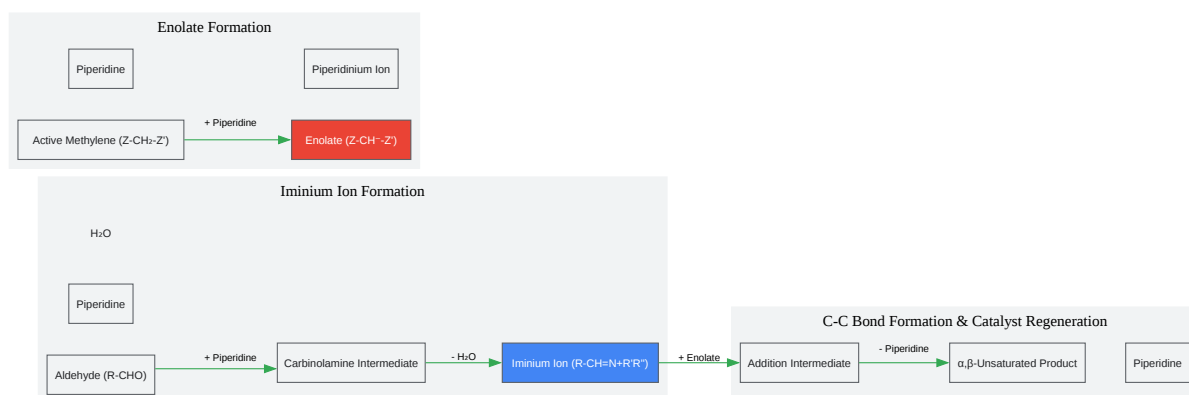 Enolate Formation
Piperidine
Piperidinium Ion
Active Methylene (Z-CH₂-Z')
+ Piperidine
Enolate (Z-CH⁻-Z')
Iminium Ion Formation
H₂O
Piperidine
Aldehyde (R-CHO)
+ Piperidine
Carbinolamine Intermediate
- H₂O
Iminium Ion (R-CH=N+R'R'')
+ Enolate
C-C Bond Formation & Catalyst Regeneration
Addition Intermediate
- Piperidine
α,β-Unsaturated Product
Piperidine